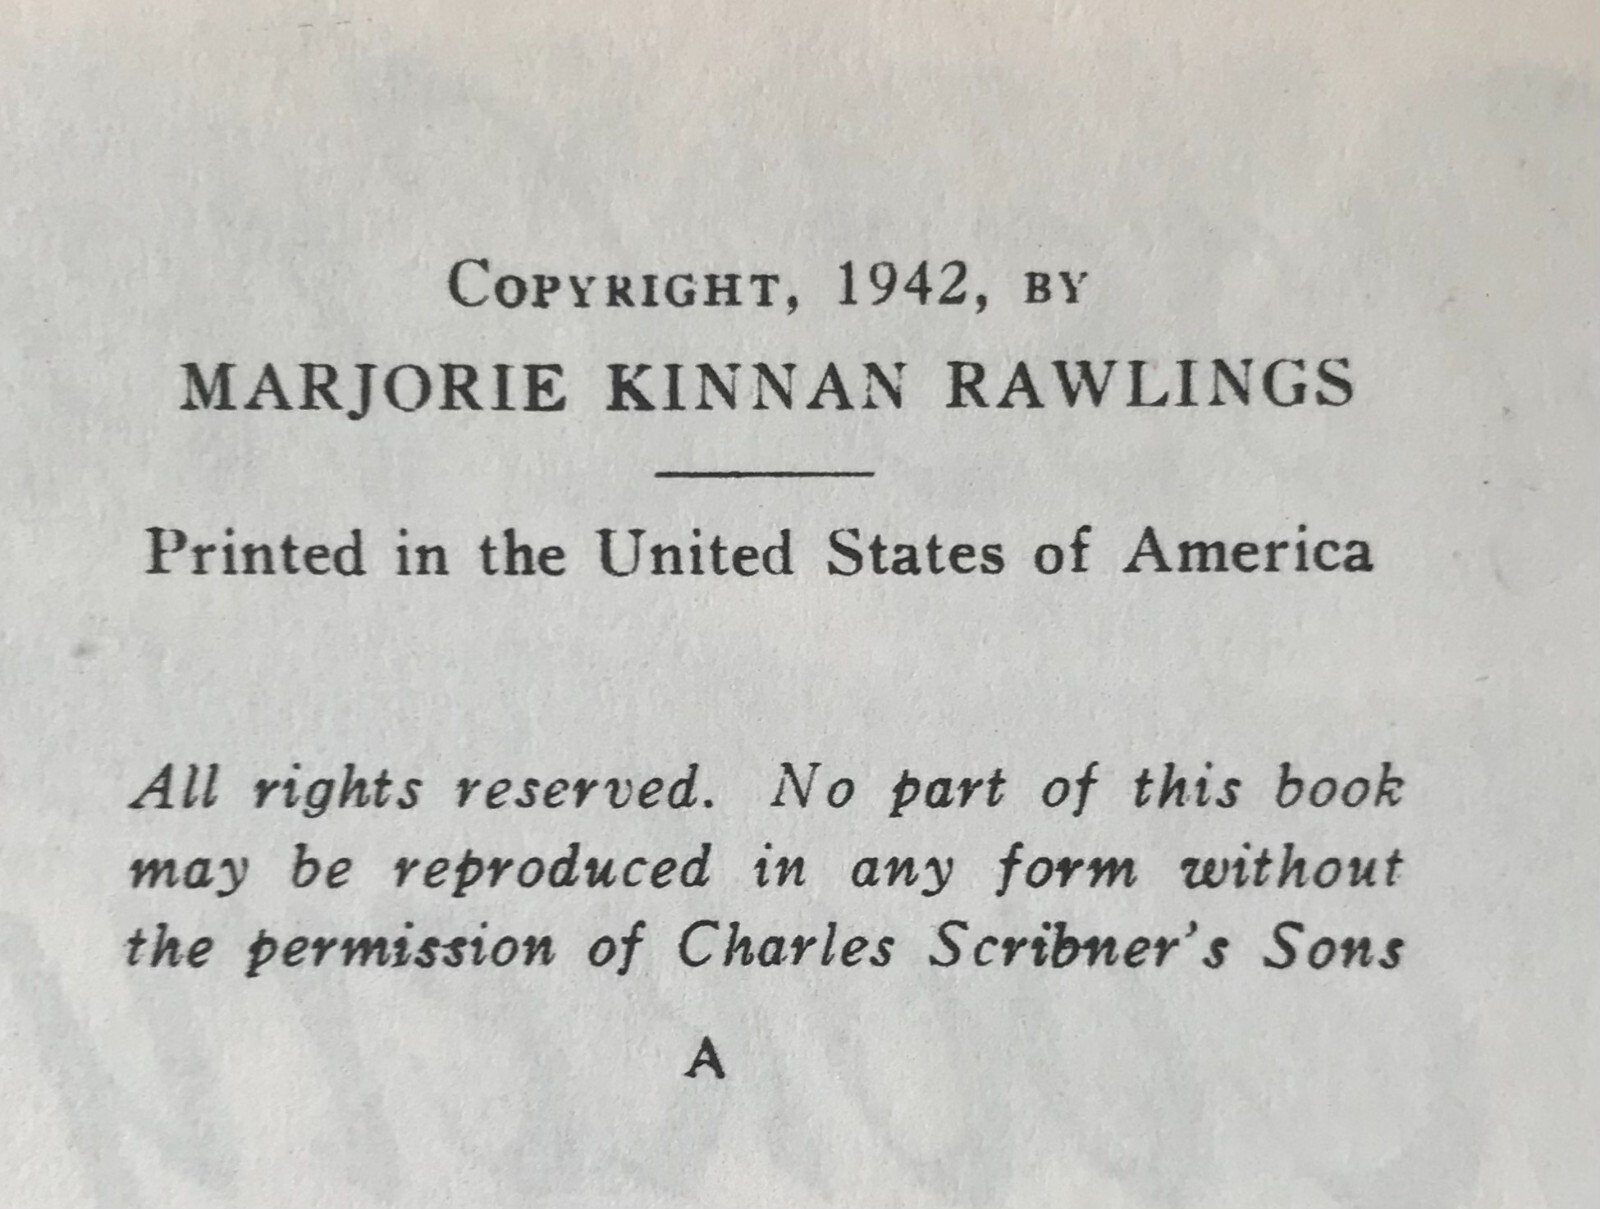 COPYRIGHT, 1942, BY
MARJORIE KINNAN RAWLINGS
Printed in the United States of America
All rights reserved. No part of this book
may be reproduced in any form without
the permission of Charles Scribner's Sons
A